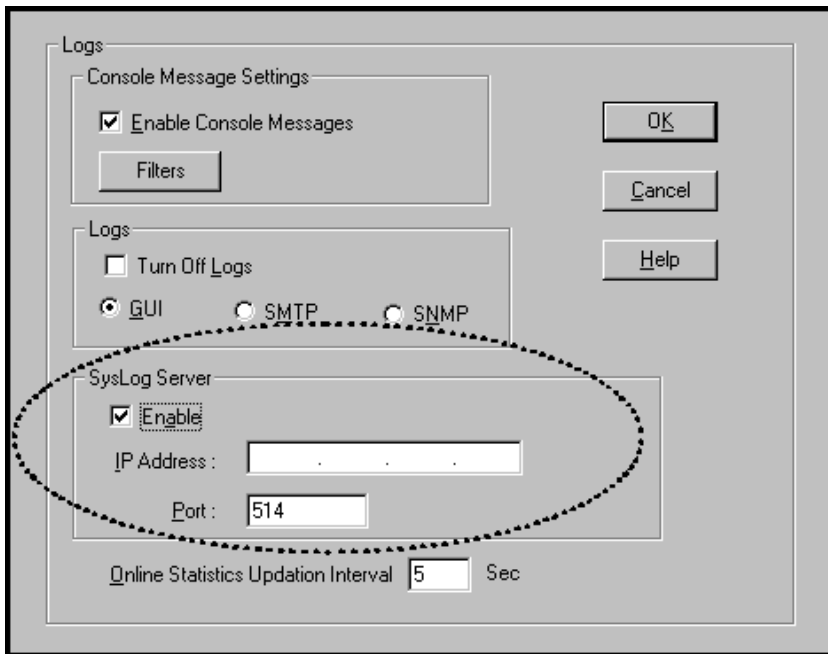 Logs
Console Message Settings
Enable Console Messages
OK
Filters
Cancel
Logs
Turn Off Logs
Help
GUI SMTP SNMP
SysLog Server
Enable
IP Address : . . .
Port : 514
Online Statistics Updation Interval 5 Sec